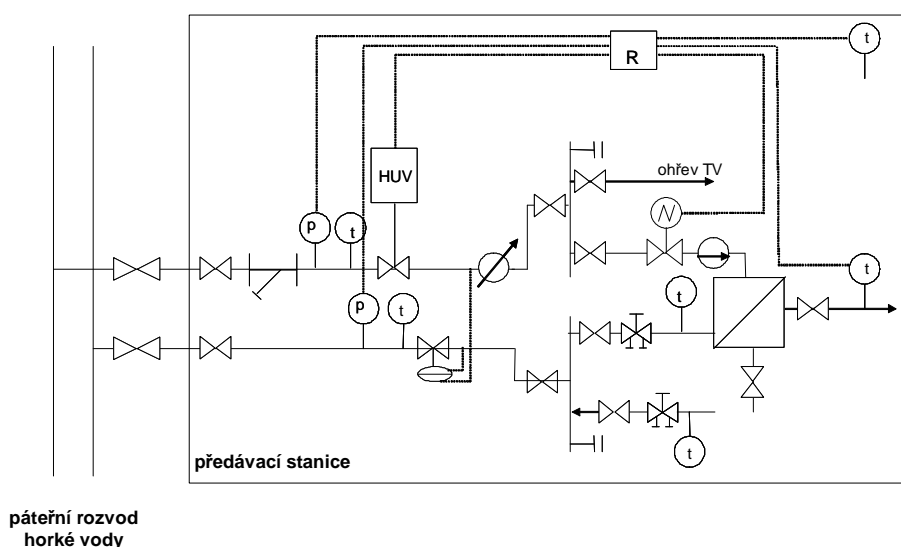 t
R
HUV
ohřev TV
p
t
N
t
p
t
t
t
předávací stanice
páteřní rozvod
horké vody